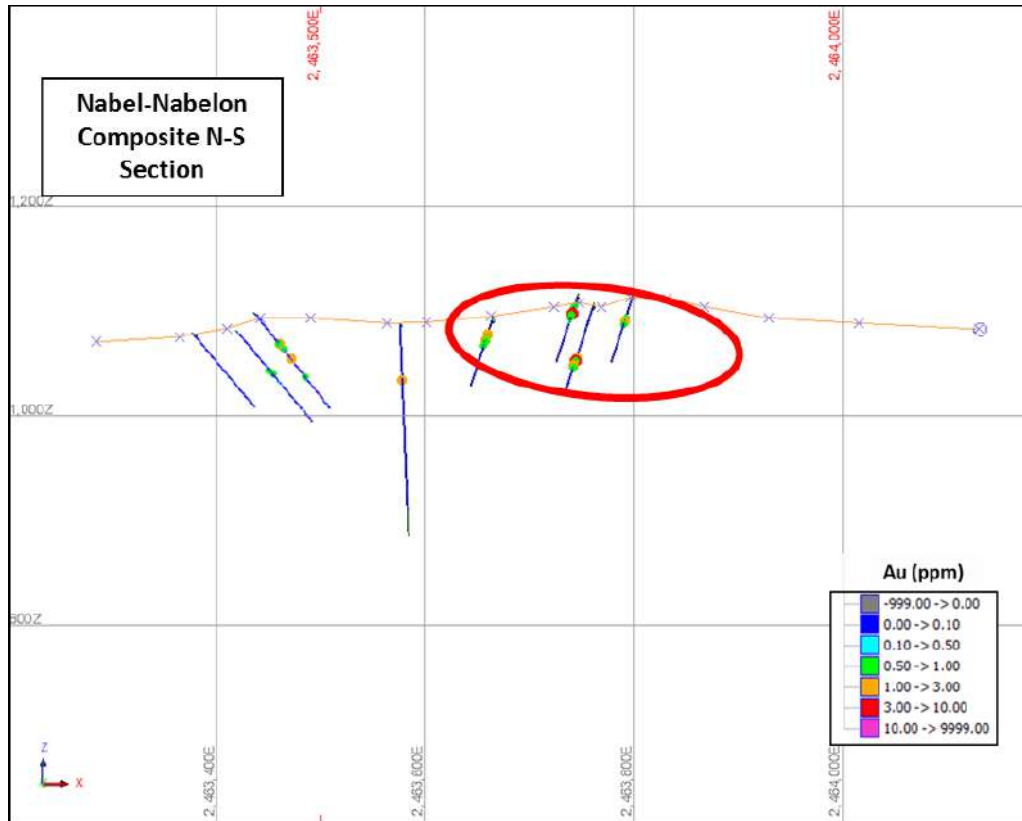 2,463,500E
2,464,000E
Nabel-Nabelon
Composite N-S
Section
1,200Z
1,000Z
800Z
Au (ppm)
-999.00 -> 0.00
0.00 -> 0.10
0.10 -> 0.50
0.50 -> 1.00
1.00 -> 3.00
3.00 -> 10.00
10.00 -> 9999.00
Z
X
2,463,400E
2,463,600E
2,463,800E
2,464,000E